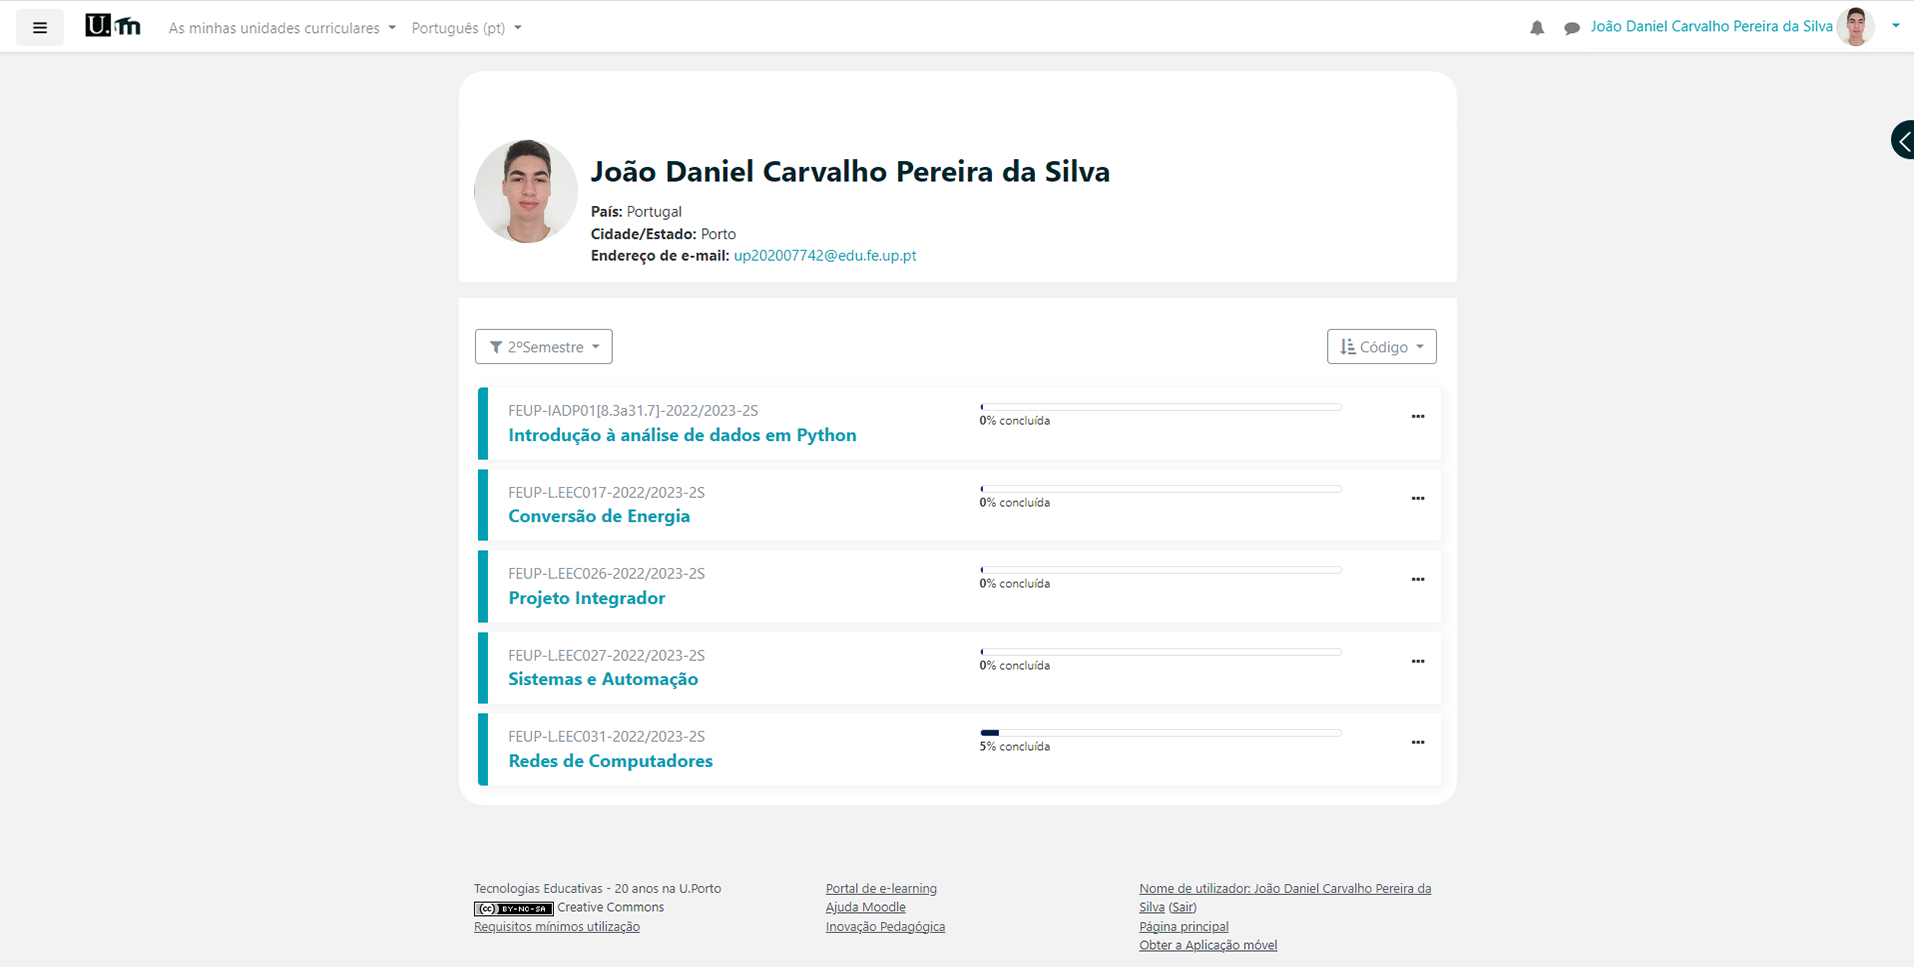 U.m
As minhas unidades curriculares
Português (pt)
João Daniel Carvalho Pereira da Silva
João Daniel Carvalho Pereira da Silva
País: Portugal
Cidade/Estado: Porto
Endereço de e-mail: up202007742@edu.fe.up.pt
2ºSemestre
Código
FEUP-IADP01[8.3a31.7]-2022/2023-2S
Introdução à análise de dados em Python
0% concluída
FEUP-L.EEC017-2022/2023-2S
Conversão de Energia
0% concluída
FEUP-L.EEC026-2022/2023-2S
Projeto Integrador
0% concluída
FEUP-L.EEC027-2022/2023-2S
Sistemas e Automação
0% concluída
FEUP-L.EEC031-2022/2023-2S
Redes de Computadores
5% concluída
Tecnologias Educativas - 20 anos na U.Porto
(cc) BY-NC-SA Creative Commons
Requisitos mínimos utilização
Portal de e-learning
Ajuda Moodle
Inovação Pedagógica
Nome de utilizador: João Daniel Carvalho Pereira da
Silva (Sair)
Página principal
Obter a Aplicação móvel